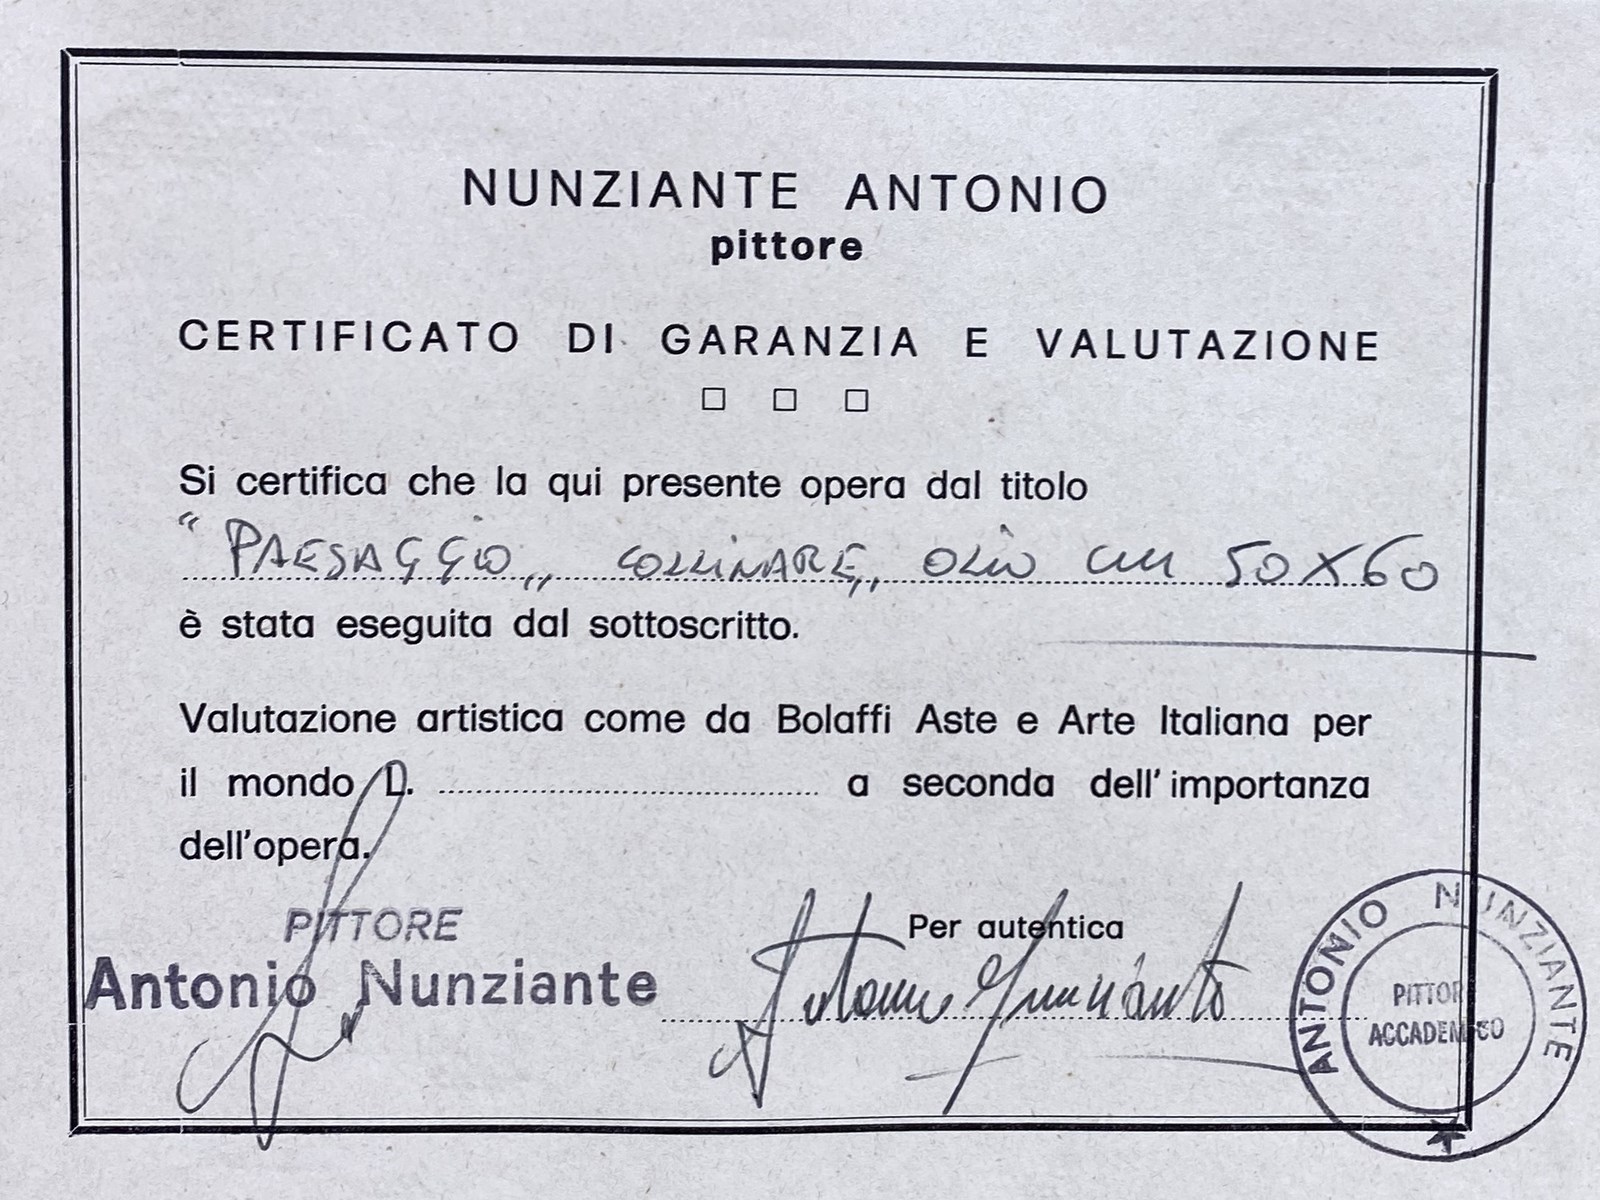 NUNZIANTE ANTONIO
pittore
CERTIFICATO DI GARANZIA E VALUTAZIONE
Si certifica che la qui presente opera dal titolo
“PAESAGGIO„ COLLINARE„ OLIO cm 50X60
è stata eseguita dal sottoscritto.
Valutazione artistica come da Bolaffi Aste e Arte Italiana per
il mondo D. a seconda dell'importanza
dell'opera.
PITTORE
Antonio Nunziante
Per autentica
Antonio Nunziante
ANTONIO NUNZIANTE
PITTORE
ACCADEMICO